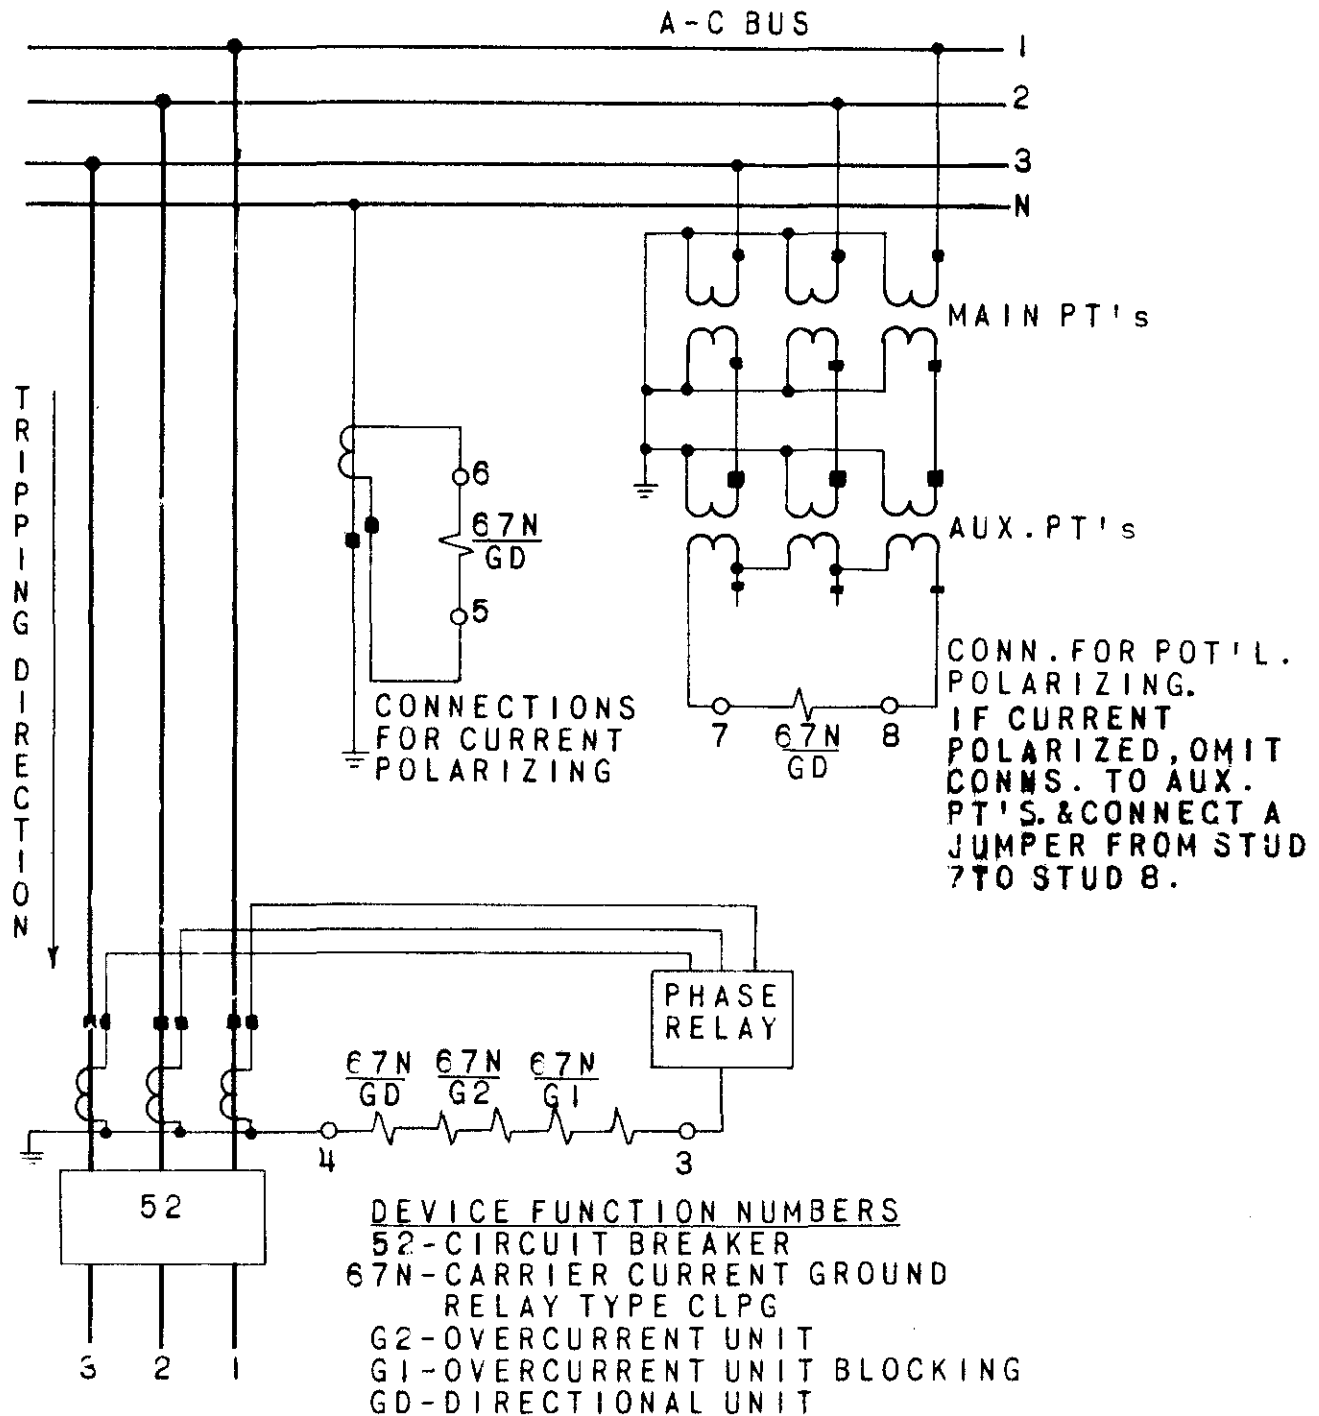 A-C BUS
1
2
3
N
MAIN PT's
TRIPPING DIRECTION
6
67N
GD
5
AUX. PT's
CONNECTIONS
FOR CURRENT
POLARIZING
7
67N
GD
8
CONN. FOR POT'L.
POLARIZING.
IF CURRENT
POLARIZED, OMIT
CONNS. TO AUX.
PT'S. & CONNECT A
JUMPER FROM STUD
7 TO STUD 8.
PHASE
RELAY
67N
GD
67N
G2
67N
G1
4
3
52
3
2
1
DEVICE FUNCTION NUMBERS
52-CIRCUIT BREAKER
67N-CARRIER CURRENT GROUND
RELAY TYPE CLPG
G2-OVERCURRENT UNIT
G1-OVERCURRENT UNIT BLOCKING
GD-DIRECTIONAL UNIT